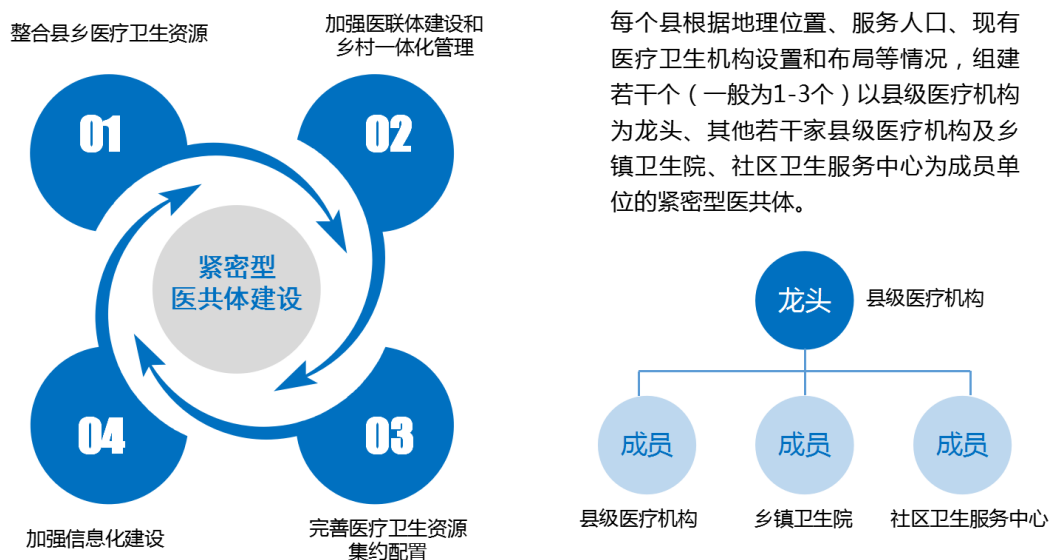 整合县乡医疗卫生资源
加强医联体建设和
乡村一体化管理
01
02
紧密型
医共体建设
04
03
加强信息化建设
完善医疗卫生资源
集约配置
每个县根据地理位置、服务人口、现有
医疗卫生机构设置和布局等情况，组建
若干个（一般为1-3个）以县级医疗机构
为龙头、其他若干家县级医疗机构及乡
镇卫生院、社区卫生服务中心为成员单
位的紧密型医共体。
龙头
县级医疗机构
成员
成员
成员
县级医疗机构
乡镇卫生院
社区卫生服务中心